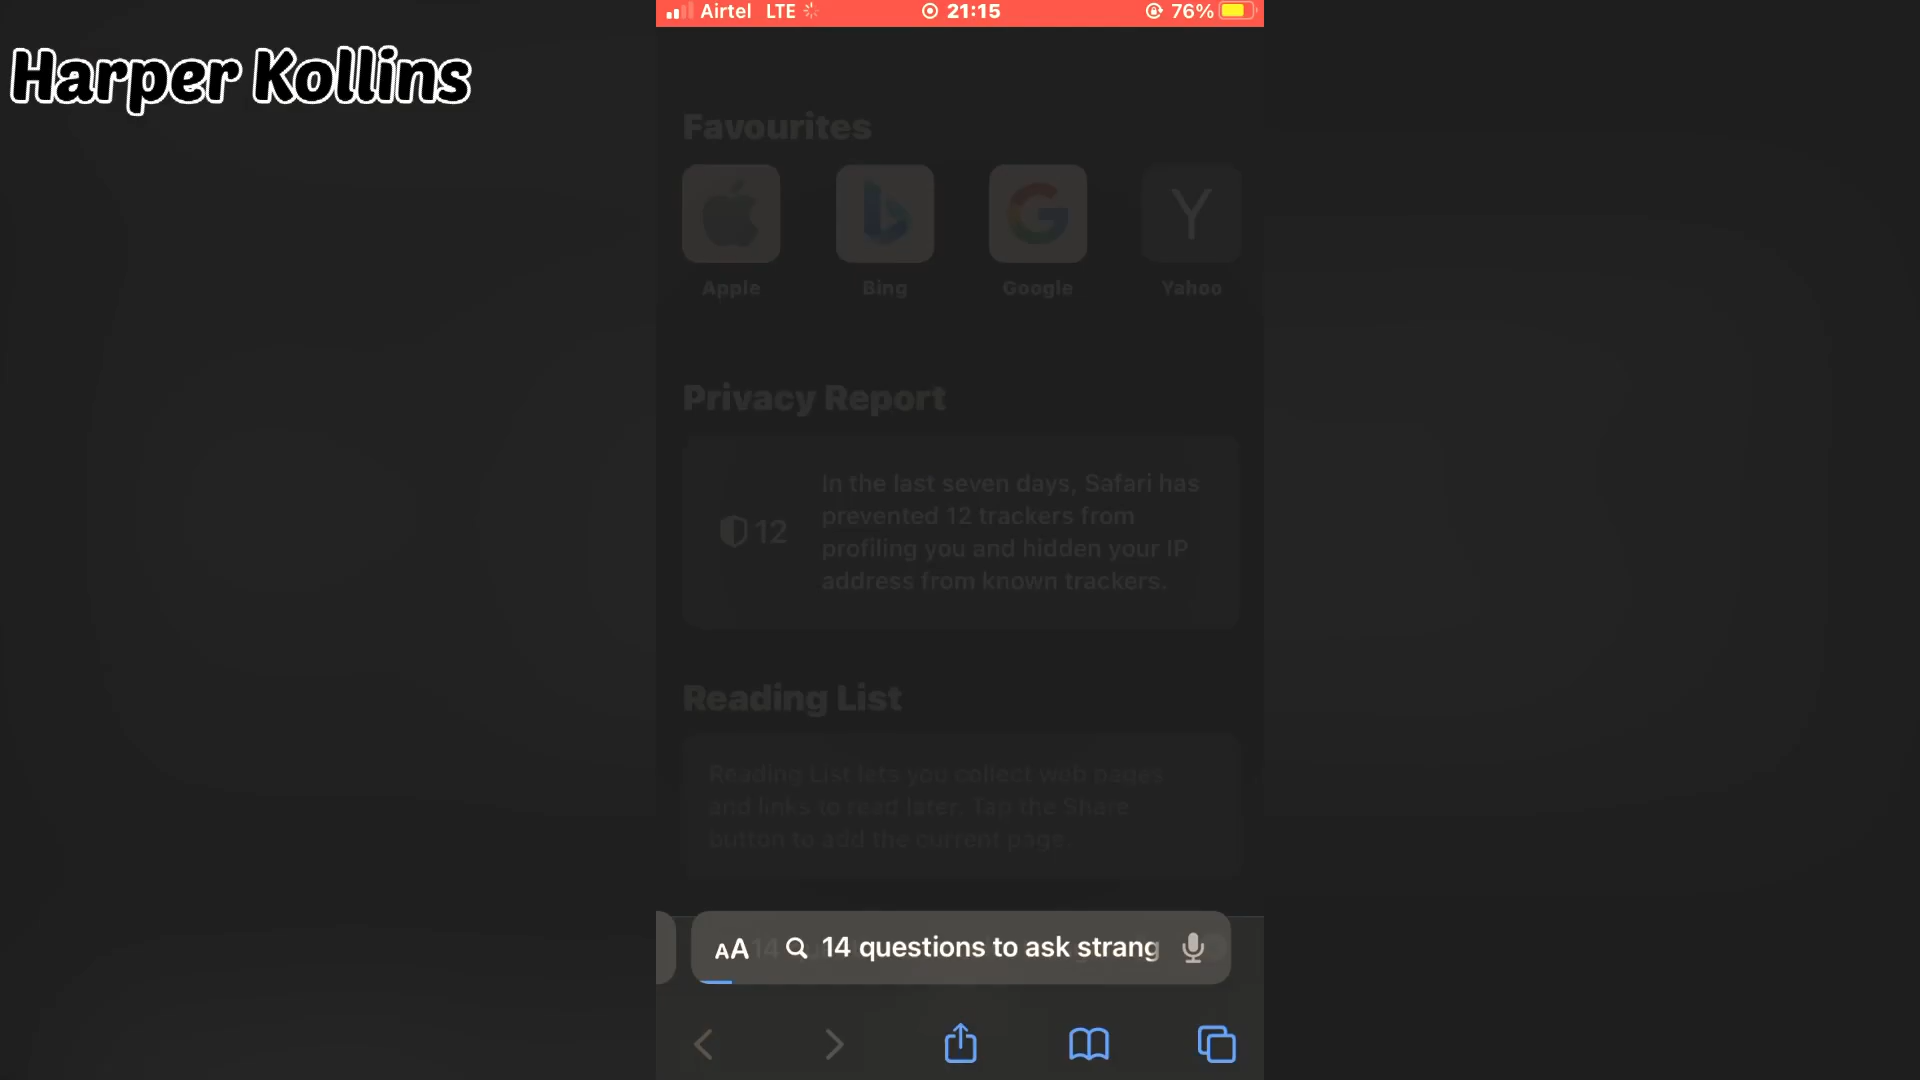 Harper Kollins
Airtel LTE 21:15 76%
Favourites
Apple Bing Google Yahoo
Privacy Report
12
In the last seven days, Safari has
prevented 12 trackers from
profiling you and hidden your IP
address from known trackers.
Reading List
Reading List lets you collect web pages
and links to read later. Tap the Share
button to add the current page.
AA 14 questions to ask strang